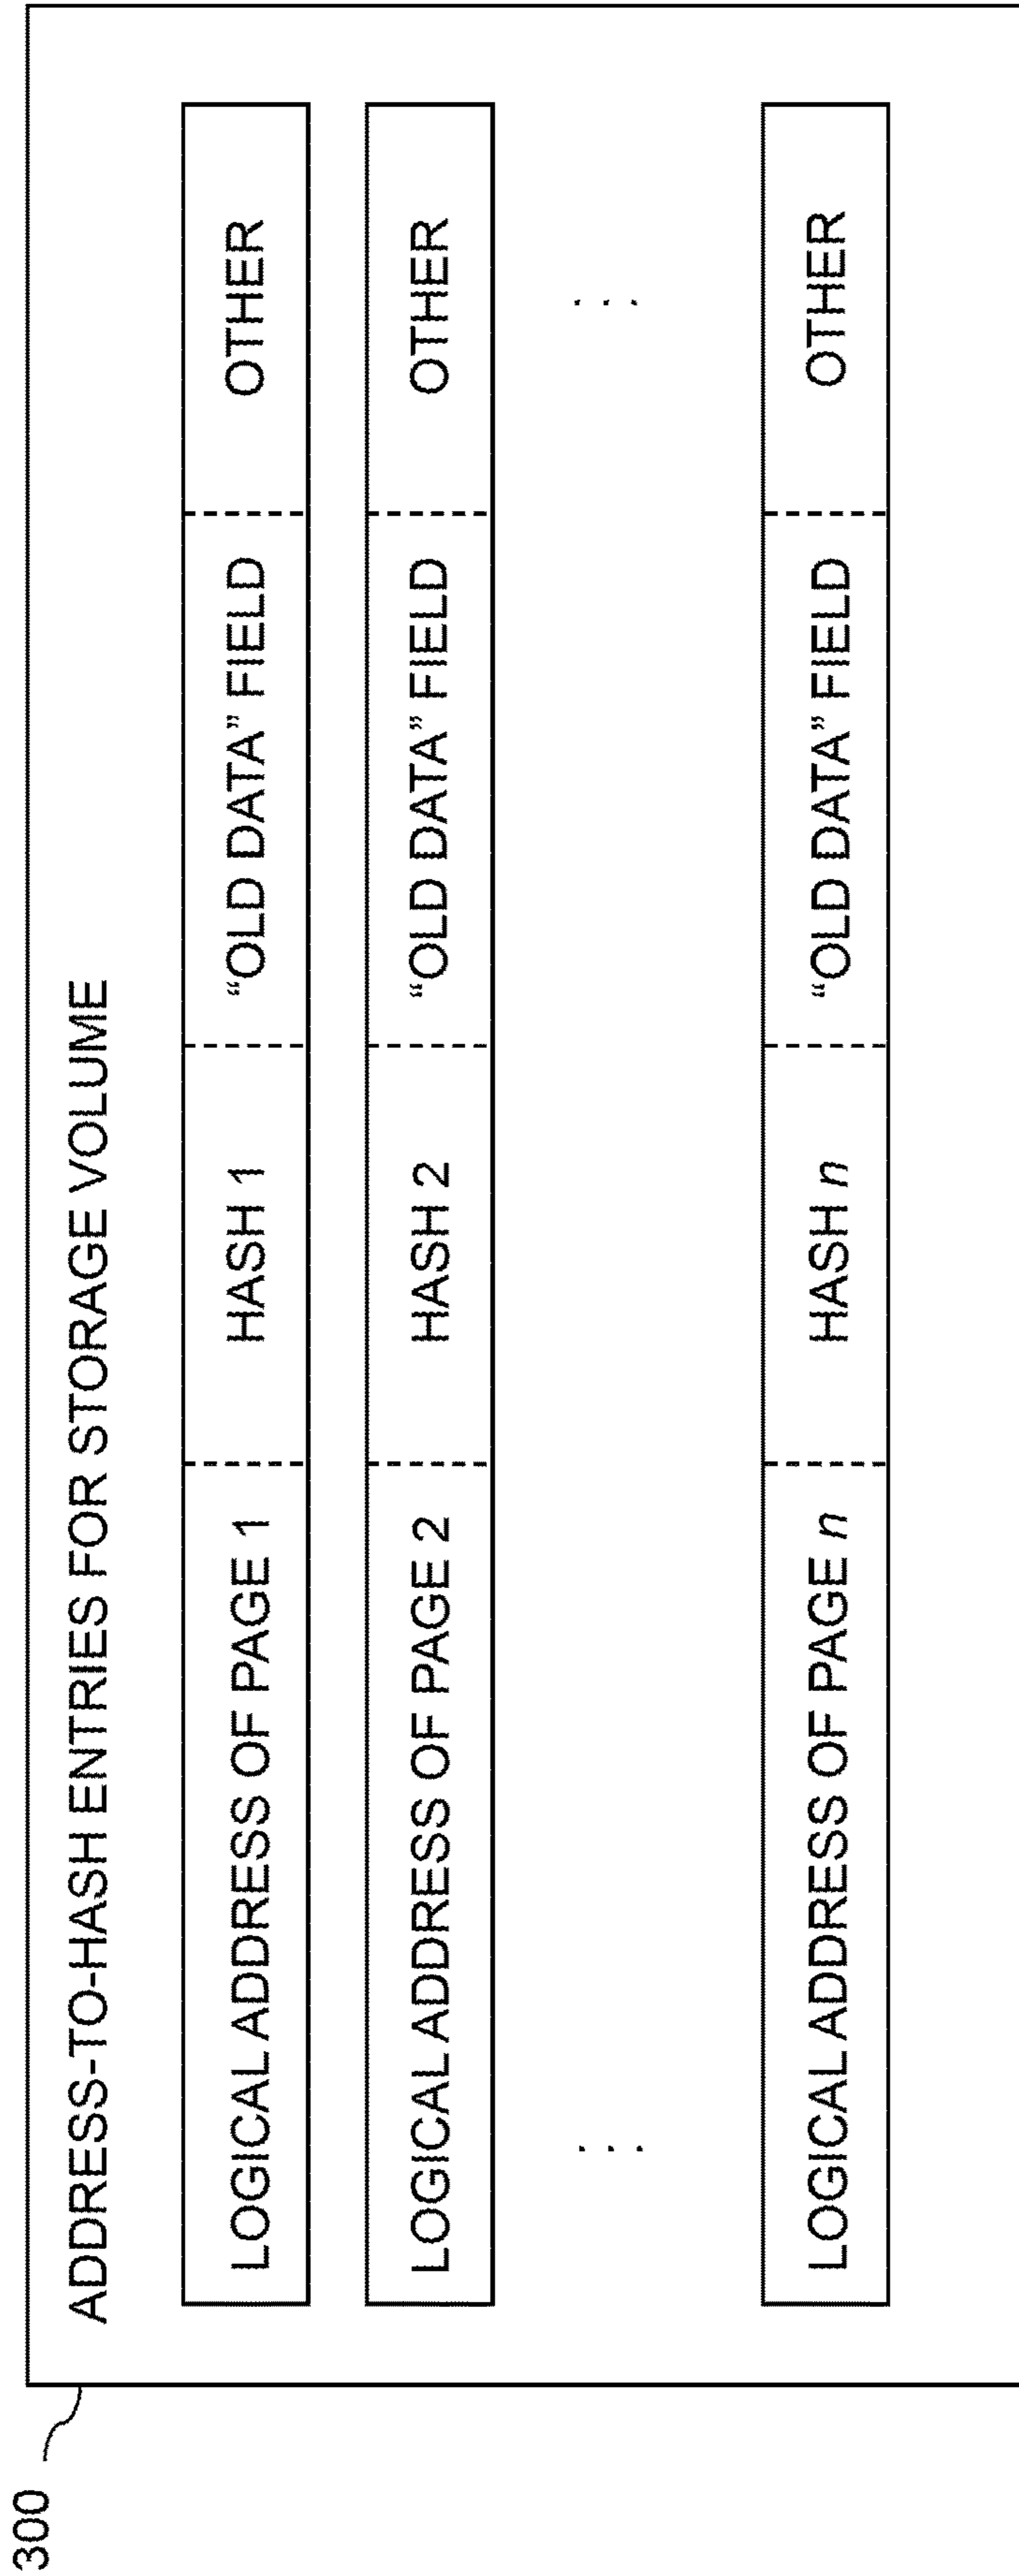 300
ADDRESS-TO-HASH ENTRIES FOR STORAGE VOLUME
LOGICAL ADDRESS OF PAGE 1 HASH 1 “OLD DATA” FIELD OTHER
LOGICAL ADDRESS OF PAGE 2 HASH 2 “OLD DATA” FIELD OTHER
. . . . . .
LOGICAL ADDRESS OF PAGE n HASH n “OLD DATA” FIELD OTHER